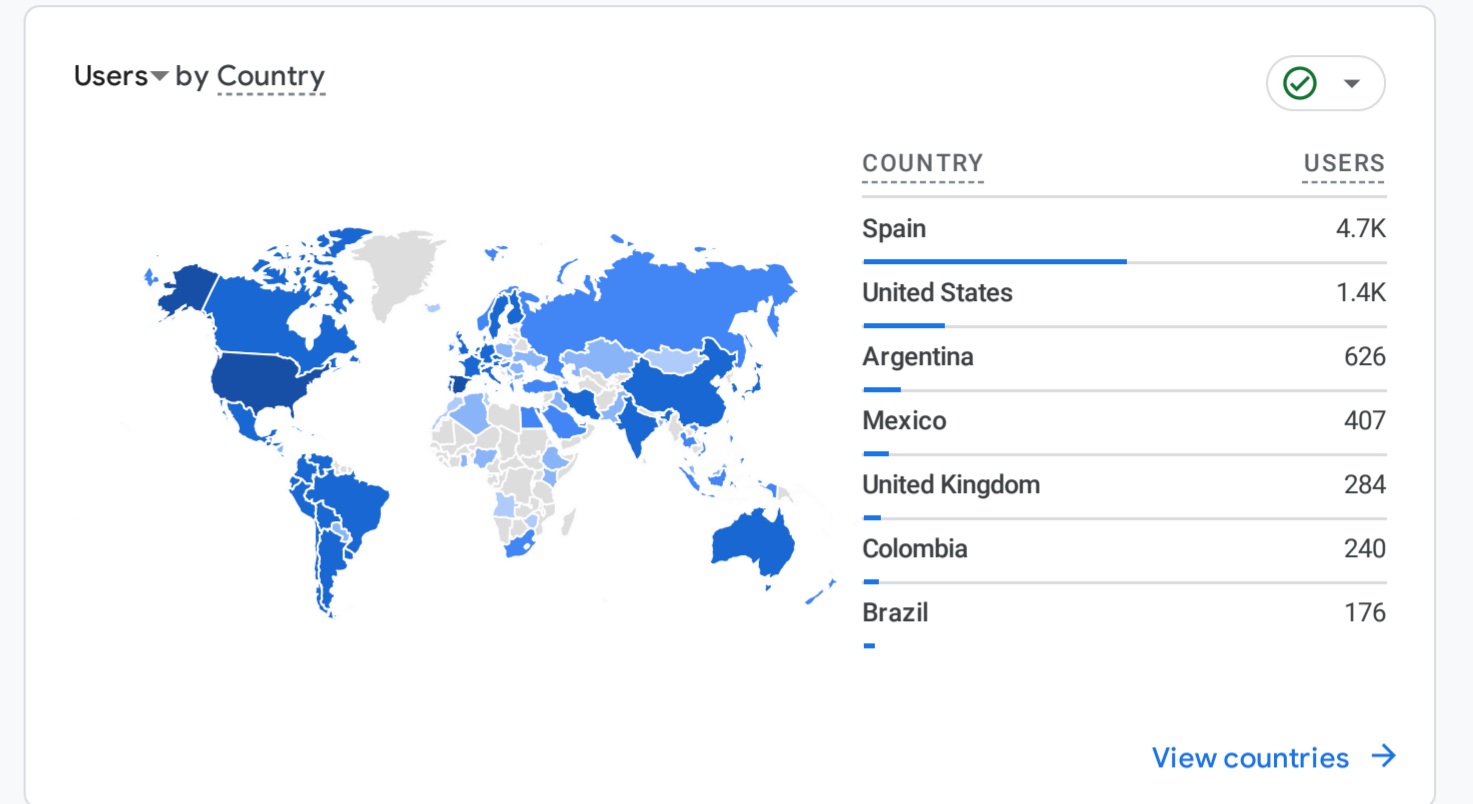 Users by Country
COUNTRY USERS
Spain 4.7K
United States 1.4K
Argentina 626
Mexico 407
United Kingdom 284
Colombia 240
Brazil 176
View countries